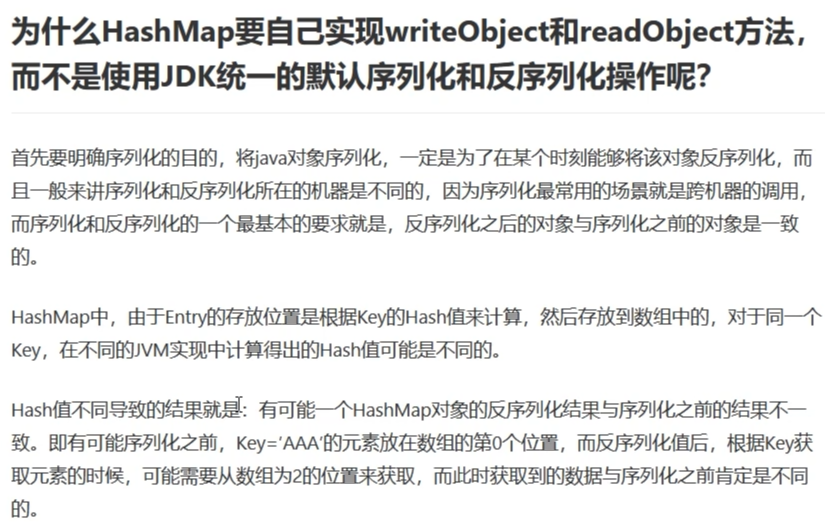 为什么HashMap要自己实现writeObject和readObject方法，
而不是使用JDK统一的默认序列化和反序列化操作呢？
首先要明确序列化的目的，将java对象序列化，一定是为了在某个时刻能够将该对象反序列化，而
且一般来讲序列化和反序列化所在的机器是不同的，因为序列化最常用的场景就是跨机器的调用，
而序列化和反序列化的一个最基本的要求就是，反序列化之后的对象与序列化之前的对象是一致
的。
HashMap中，由于Entry的存放位置是根据Key的Hash值来计算，然后存放到数组中的，对于同一个
Key，在不同的JVM实现中计算得出的Hash值可能是不同的。
Hash值不同导致的结果就是：有可能一个HashMap对象的反序列化结果与序列化之前的结果不一
致。即有可能序列化之前，Key='AAA'的元素放在数组的第0个位置，而反序列化值后，根据Key获
取元素的时候，可能需要从数组为2的位置来获取，而此时获取到的数据与序列化之前肯定是不同
的。